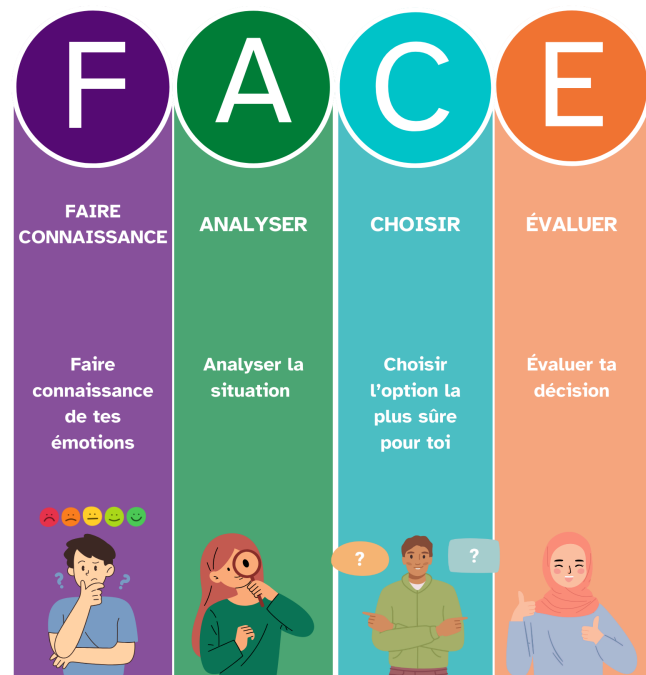 F
A
C
E
FAIRE
CONNAISSANCE
ANALYSER
CHOISIR
ÉVALUER
Faire
connaissance
de tes
émotions
Analyser la
situation
Choisir
l'option la
plus sûre
pour toi
Évaluer ta
décision
?
?
?
?